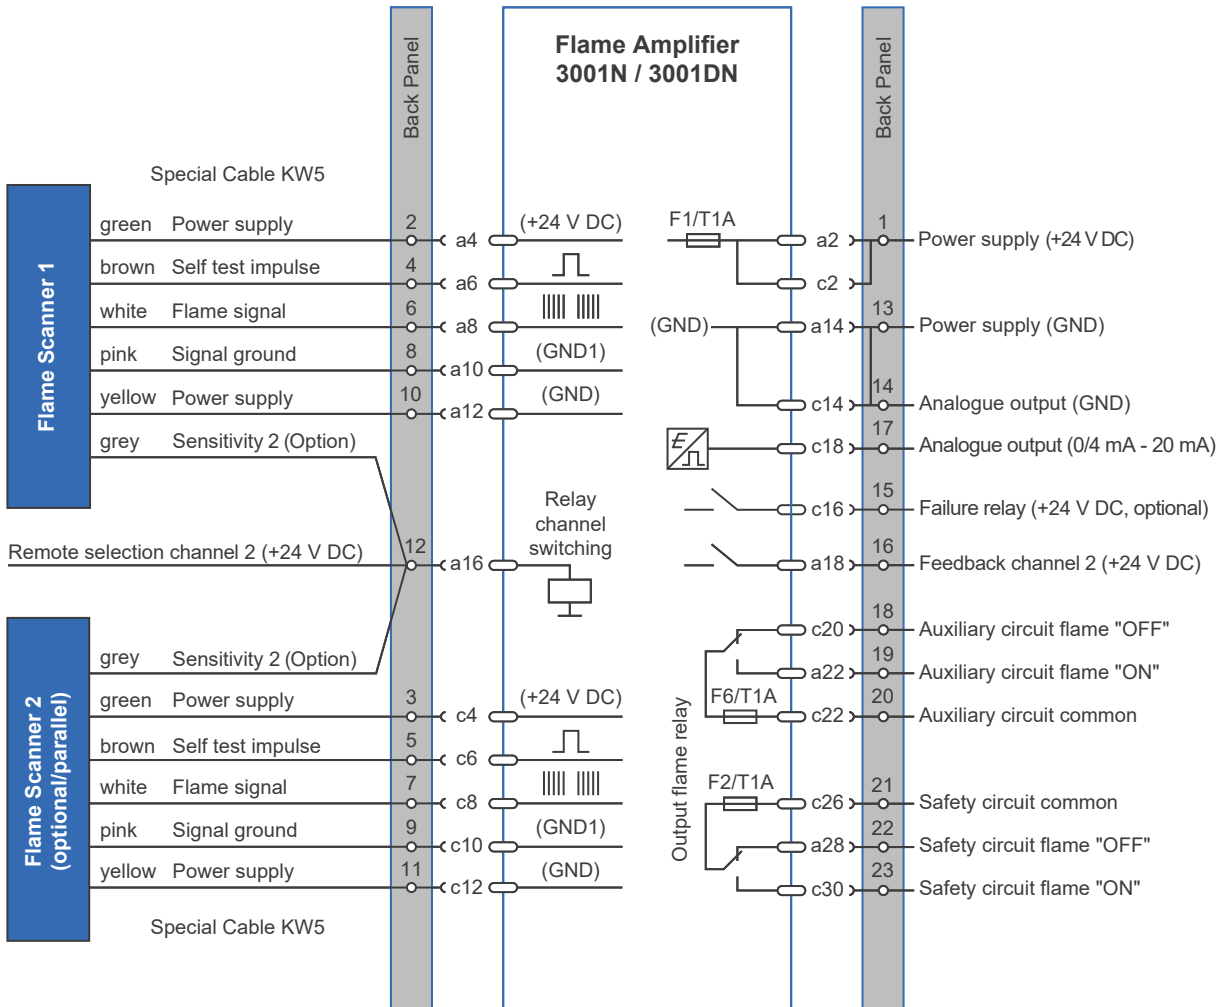 Flame Amplifier
3001N / 3001DN
Back Panel
Back Panel
Special Cable KW5
Flame Scanner 1
green Power supply 2 a4 (+24 V DC)
brown Self test impulse 4 a6
white Flame signal 6 a8
pink Signal ground 8 a10 (GND1)
yellow Power supply 10 a12 (GND)
grey Sensitivity 2 (Option)
Remote selection channel 2 (+24 V DC) 12 a16
Relay
channel
switching
Flame Scanner 2
(optional/parallel)
grey Sensitivity 2 (Option)
green Power supply 3 c4 (+24 V DC)
brown Self test impulse 5 c6
white Flame signal 7 c8
pink Signal ground 9 c10 (GND1)
yellow Power supply 11 c12 (GND)
Special Cable KW5
F1/T1A a2 1 Power supply (+24 V DC)
c2
(GND) a14 13 Power supply (GND)
c14 14 Analogue output (GND)
E c18 17 Analogue output (0/4 mA - 20 mA)
c16 15 Failure relay (+24 V DC, optional)
a18 16 Feedback channel 2 (+24 V DC)
Output flame relay
c20 18 Auxiliary circuit flame "OFF"
a22 19 Auxiliary circuit flame "ON"
F6/T1A c22 20 Auxiliary circuit common
F2/T1A c26 21 Safety circuit common
a28 22 Safety circuit flame "OFF"
c30 23 Safety circuit flame "ON"